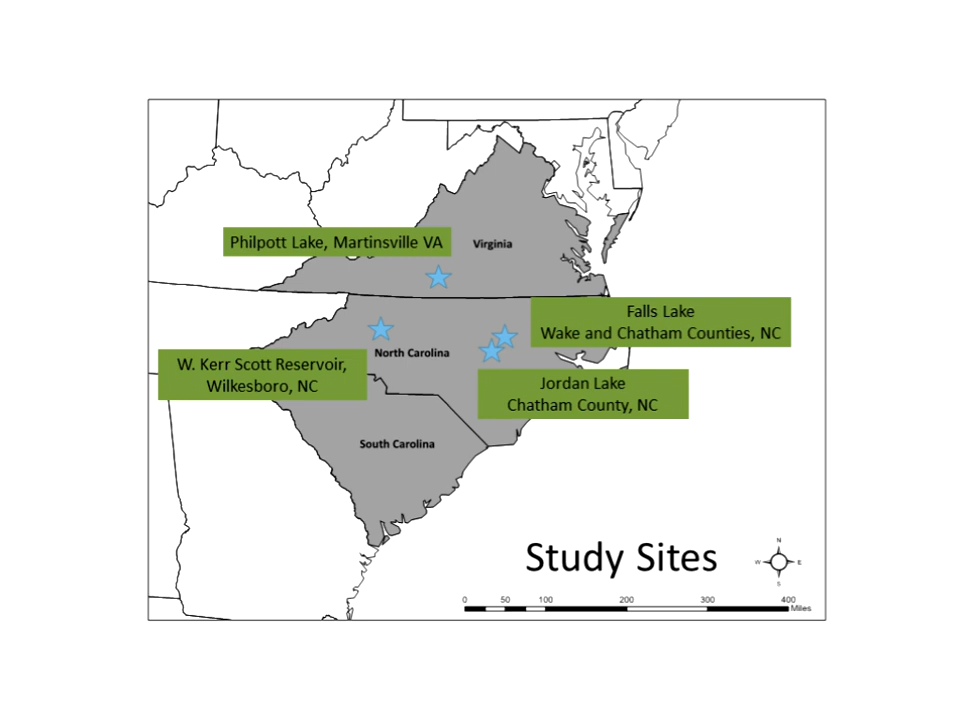 Philpott Lake, Martinsville VA
Virginia
Falls Lake
Wake and Chatham Counties, NC
North Carolina
W. Kerr Scott Reservoir,
Wilkesboro, NC
Jordan Lake
Chatham County, NC
South Carolina
Study Sites
N
W E
S
0 50 100 200 300 400
Miles